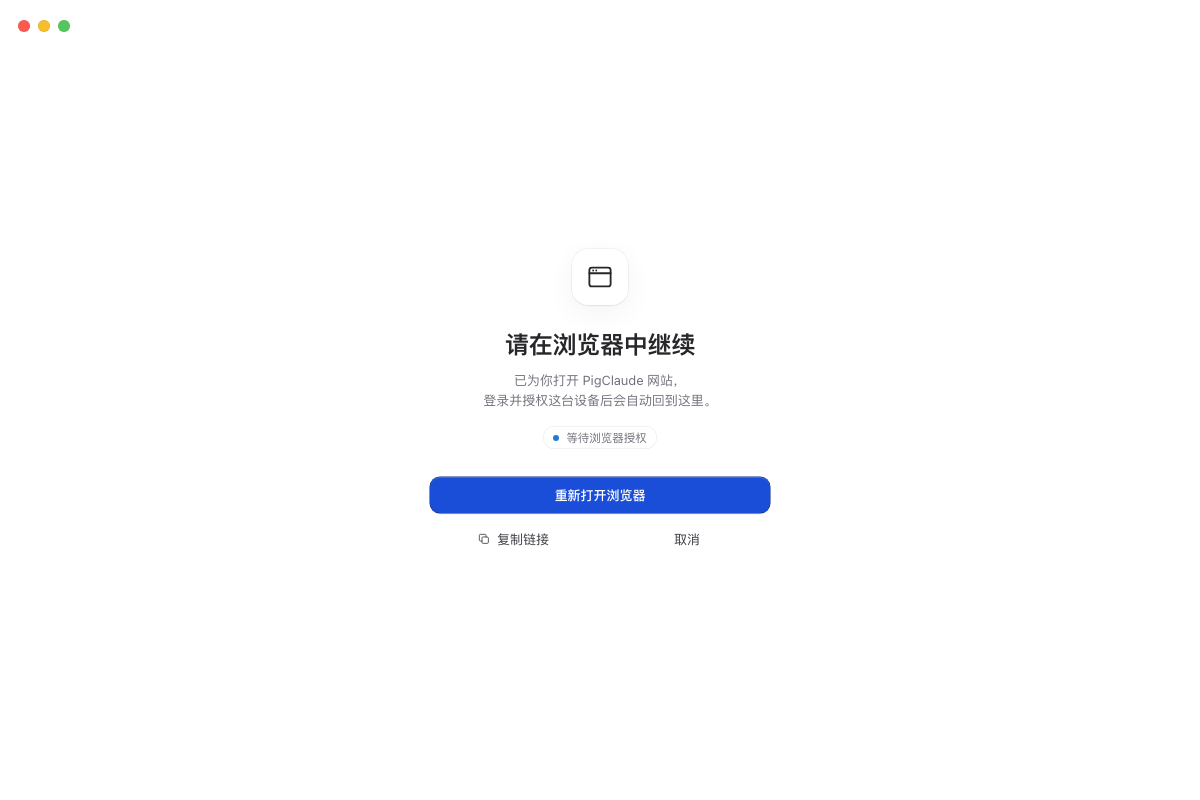 请在浏览器中继续
已为你打开 PigClaude 网站，
登录并授权这台设备后会自动回到这里。
等待浏览器授权
重新打开浏览器
复制链接
取消